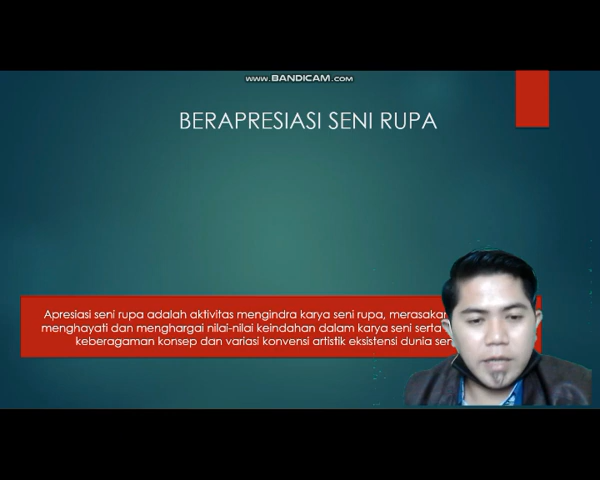 www.BANDICAM.com
BERAPRESIASI SENI RUPA
Apresiasi seni rupa adalah aktivitas mengindra karya seni rupa, merasakan
menghayati dan menghargai nilai-nilai keindahan dalam karya seni serta
keberagaman konsep dan variasi konvensi artistik eksistensi dunia